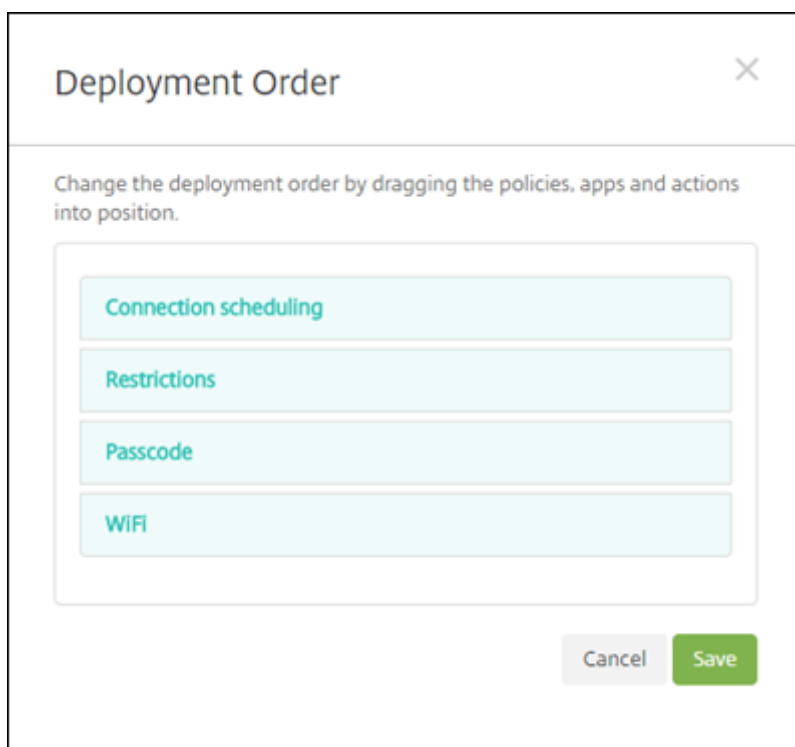 Deployment Order
Change the deployment order by dragging the policies, apps and actions
into position.
Connection scheduling
Restrictions
Passcode
WiFi
Cancel Save